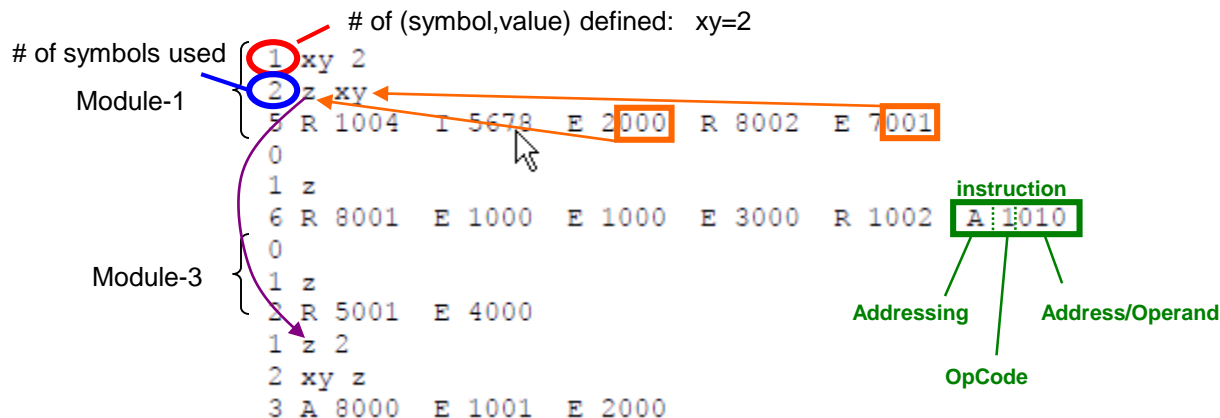 # of (symbol,value) defined: xy=2
# of symbols used
Module-1
1 xy 2
2 z xy
5 R 1004 I 5678 E 2000 R 8002 E 7001
0
1 z
instruction
6 R 8001 E 1000 E 1000 E 3000 R 1002 A 1010
0
Module-3
1 z
2 R 5001 E 4000
Addressing
Address/Operand
1 z 2
OpCode
2 xy z
3 A 8000 E 1001 E 2000